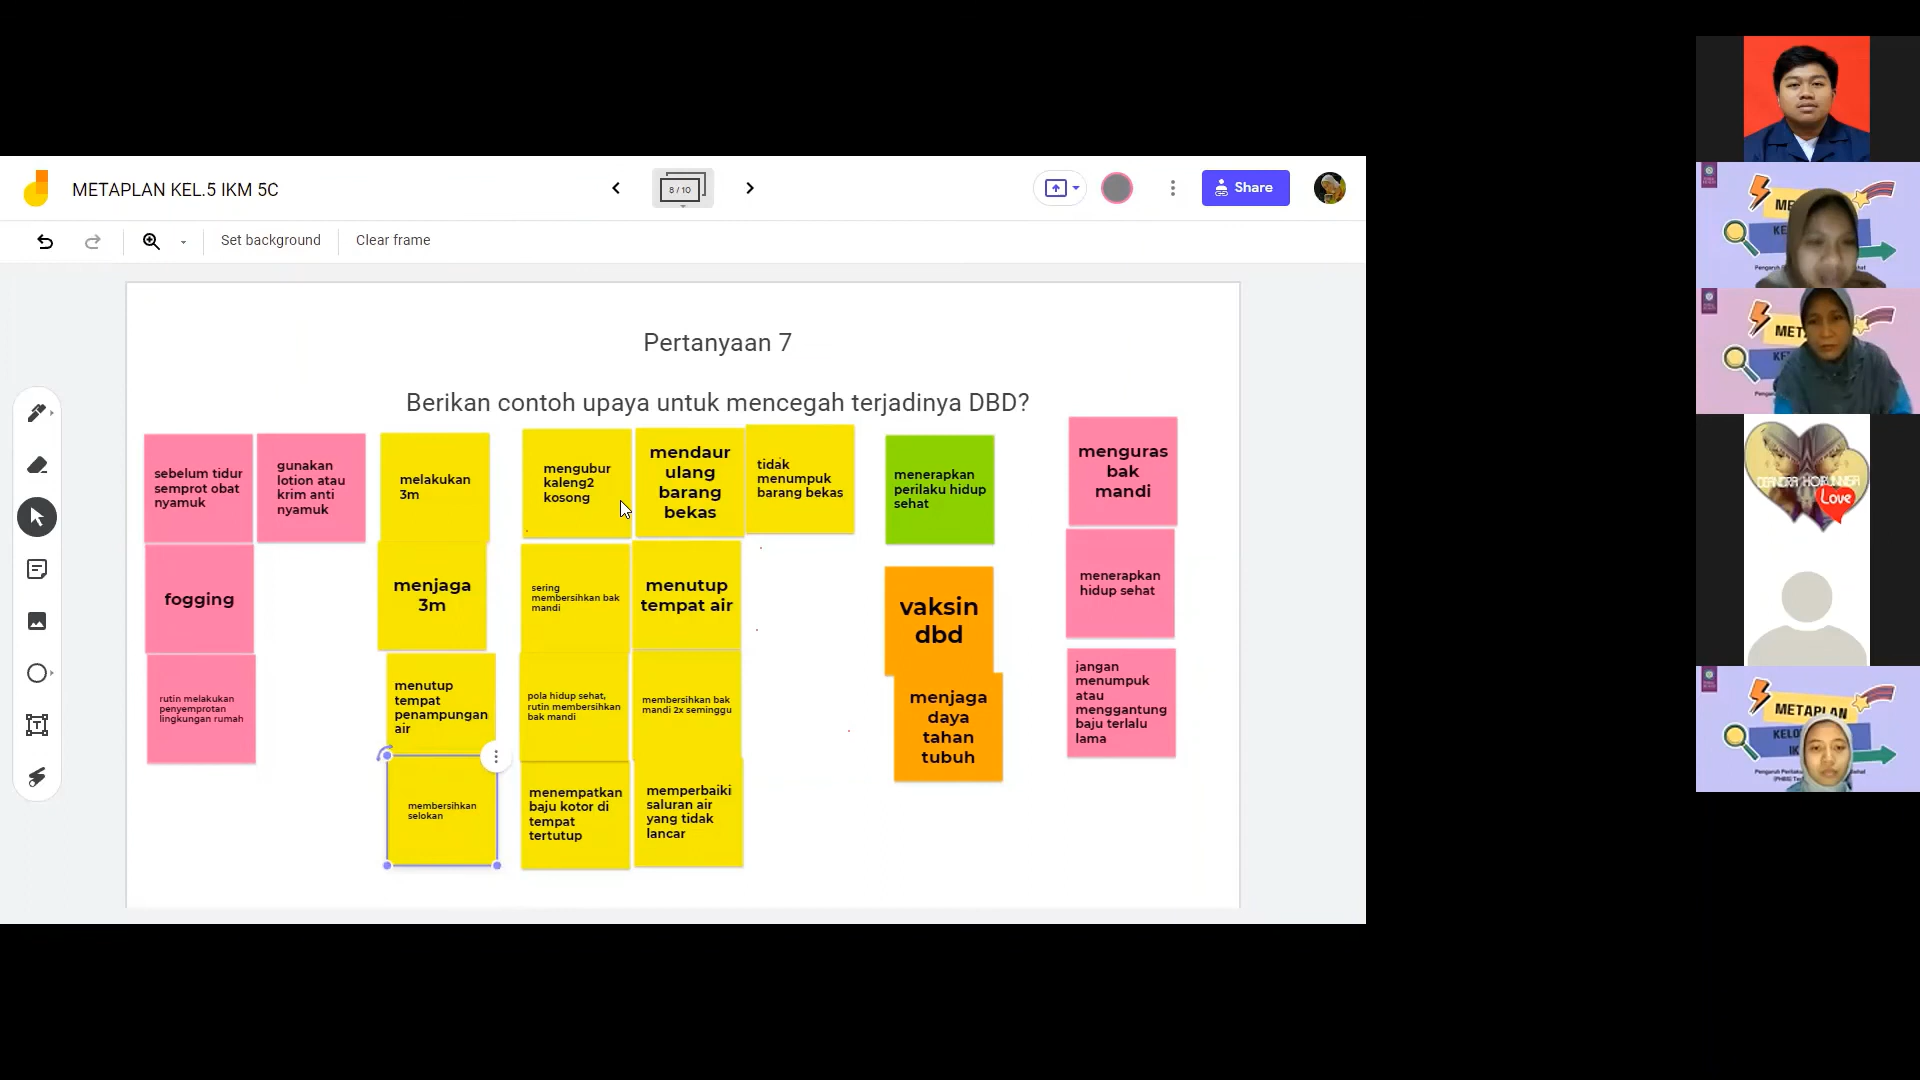 METAPLAN KEL.5 IKM 5C
8 / 10
Share
Set background
Clear frame
Pertanyaan 7
Berikan contoh upaya untuk mencegah terjadinya DBD?
sebelum tidur
semprot obat
nyamuk
gunakan
lotion atau
krim anti
nyamuk
melakukan
3m
mengubur
kaleng2
kosong
mendaur
ulang
barang
bekas
tidak
menumpuk
barang bekas
menerapkan
perilaku hidup
sehat
menguras
bak
mandi
fogging
menjaga
3m
sering
membersihkan bak
mandi
menutup
tempat air
vaksin
dbd
menerapkan
hidup sehat
rutin melakukan
penyemprotan
lingkungan rumah
menutup
tempat
penampungan
air
pola hidup sehat,
rutin membersihkan
bak mandi
membersihkan bak
mandi 2x seminggu
menjaga
daya
tahan
tubuh
jangan
menumpuk
atau
menggantung
baju terlalu
lama
membersihkan
selokan
menempatkan
baju kotor di
tempat
tertutup
memperbaiki
saluran air
yang tidak
lancar
Love
METAPLAN